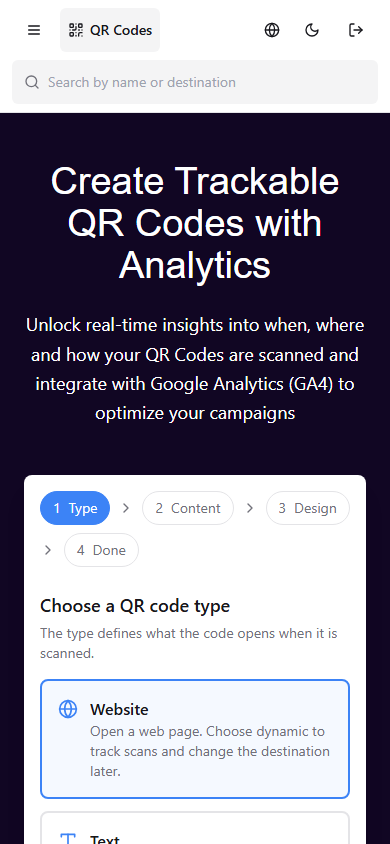 QR Codes
Search by name or destination
Create Trackable
QR Codes with
Analytics
Unlock real-time insights into when, where
and how your QR Codes are scanned and
integrate with Google Analytics (GA4) to
optimize your campaigns
1 Type
2 Content
3 Design
4 Done
Choose a QR code type
The type defines what the code opens when it is
scanned.
Website
Open a web page. Choose dynamic to
track scans and change the destination
later.
Text